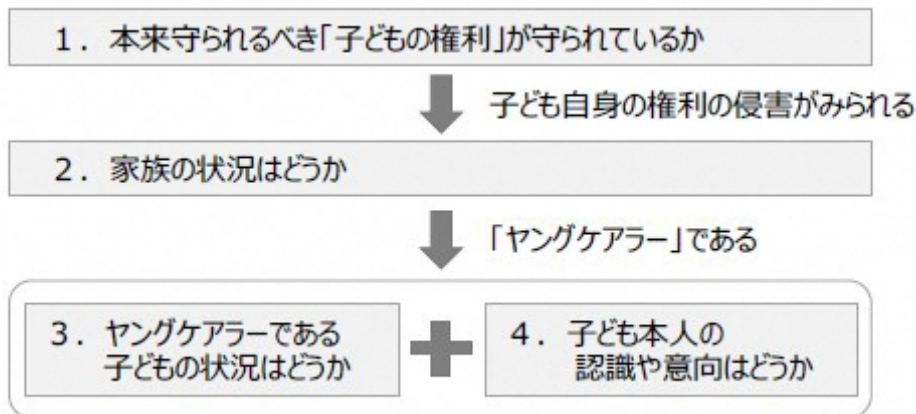 １．本来守られるべき「子どもの権利」が守られているか
子ども自身の権利の侵害がみられる
２．家族の状況はどうか
「ヤングケアラー」である
３．ヤングケアラーである
子どもの状況はどうか
４．子ども本人の
認識や意向はどうか